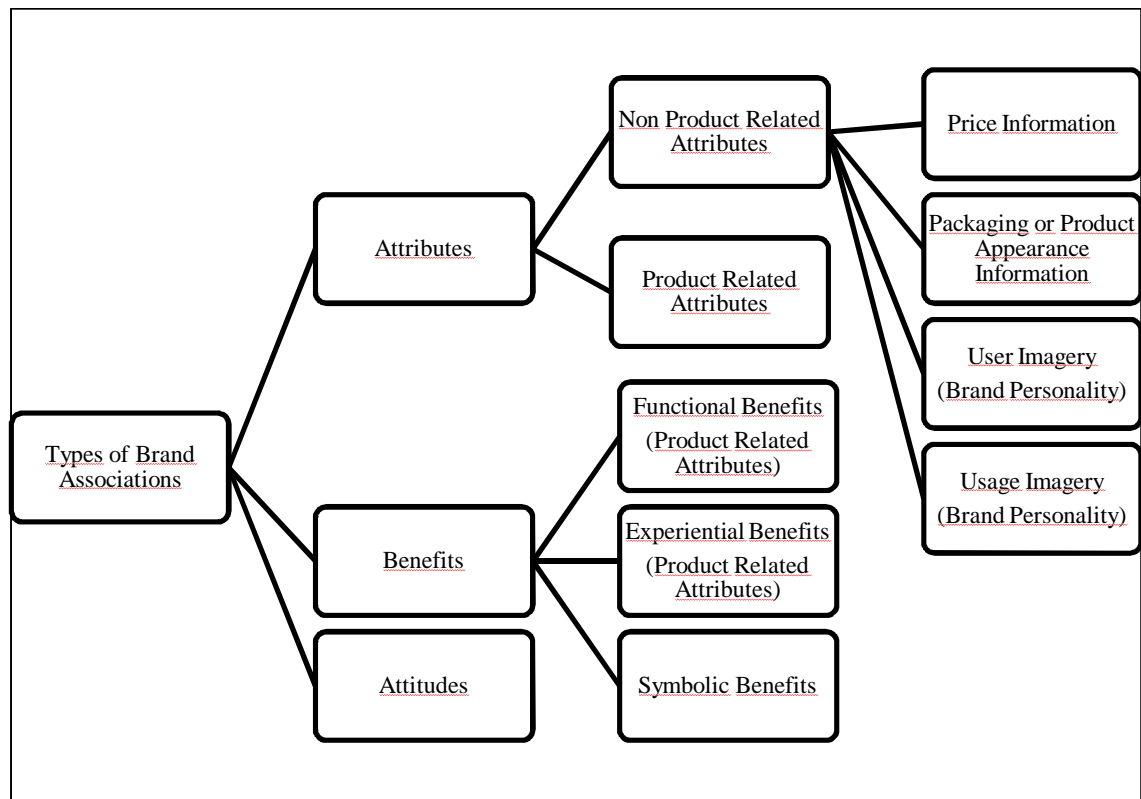 Types of Brand
Associations
Attributes
Non Product Related
Attributes
Price Information
Packaging or Product
Appearance
Information
User Imagery
(Brand Personality)
Usage Imagery
(Brand Personality)
Product Related
Attributes
Benefits
Functional Benefits
(Product Related
Attributes)
Experiential Benefits
(Product Related
Attributes)
Symbolic Benefits
Attitudes